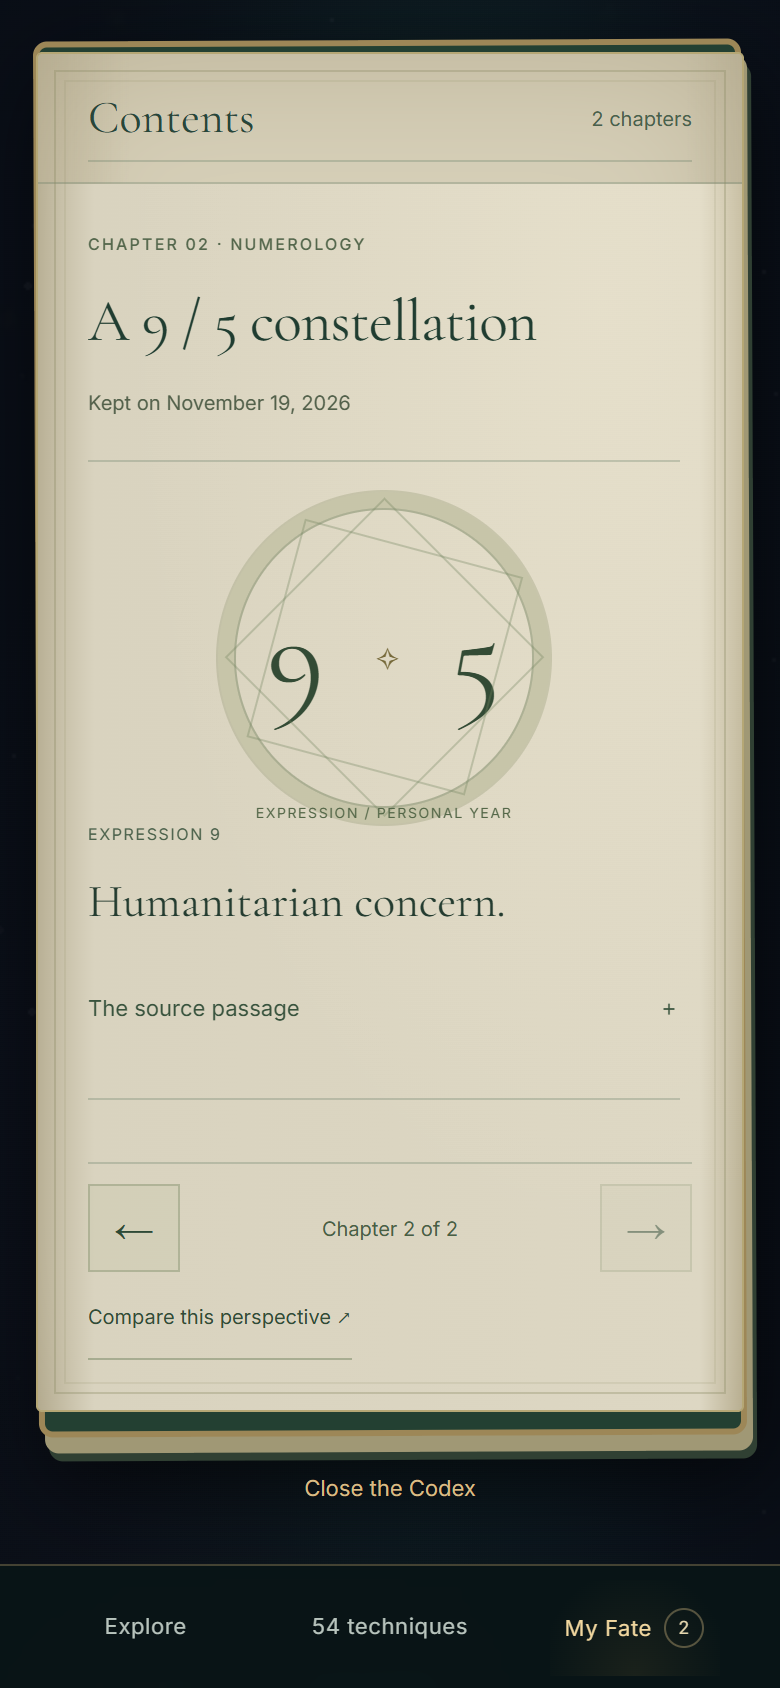 Contents
2 chapters
CHAPTER 02 · NUMEROLOGY
A 9 / 5 constellation
Kept on November 19, 2026
9 ✧ 5
EXPRESSION / PERSONAL YEAR
EXPRESSION 9
Humanitarian concern.
The source passage +
← Chapter 2 of 2 →
Compare this perspective ↗
Close the Codex
Explore
54 techniques
My Fate 2